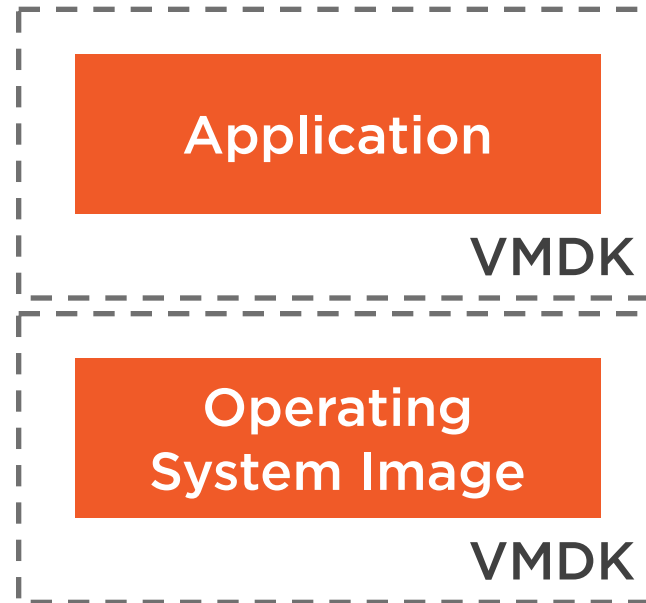 Application
VMDK
Operating
System Image
VMDK